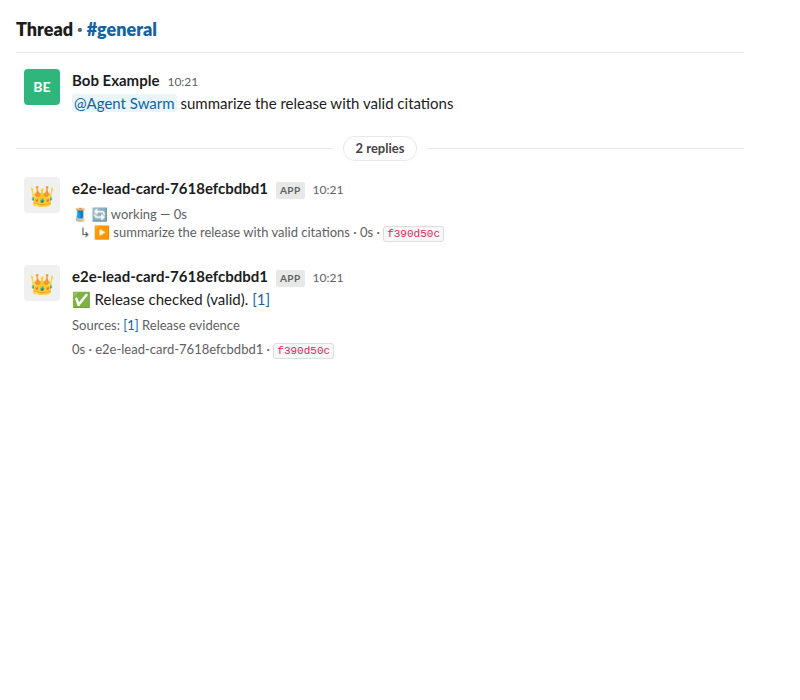 Thread • #general
BE
Bob Example 10:21
@Agent Swarm summarize the release with valid citations
2 replies
e2e-lead-card-7618efcbdbd1 APP 10:21
🧵 🔄 working — 0s
↳ ▶️ summarize the release with valid citations · 0s · f390d50c
e2e-lead-card-7618efcbdbd1 APP 10:21
✅ Release checked (valid). [1]
Sources: [1] Release evidence
0s · e2e-lead-card-7618efcbdbd1 · f390d50c